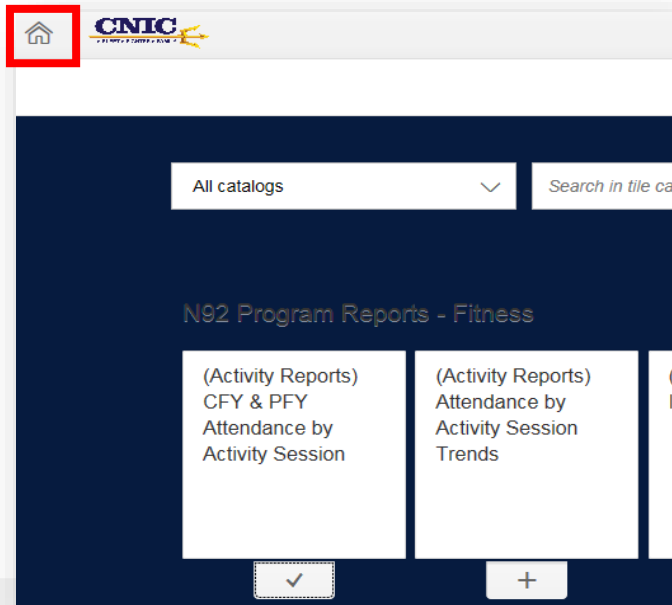 CNIC
All catalogs
Search in tile ca
N92 Program Reports - Fitness
(Activity Reports)
CFY & PFY
Attendance by
Activity Session
(Activity Reports)
Attendance by
Activity Session
Trends